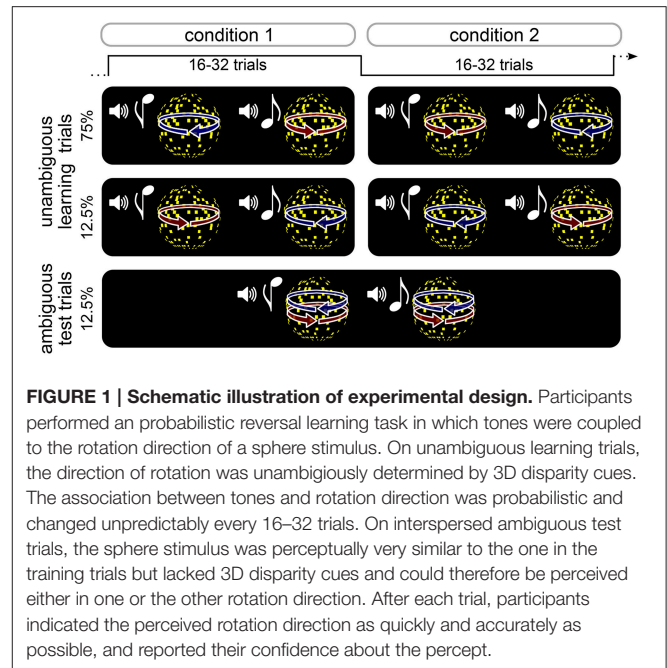 condition 1
condition 2
16-32 trials
16-32 trials
unambiguous
learning trials
75%
12.5%
ambiguous
test trials
12.5%
FIGURE 1 | Schematic illustration of experimental design. Participants
performed an probabilistic reversal learning task in which tones were coupled
to the rotation direction of a sphere stimulus. On unambiguous learning trials,
the direction of rotation was unambigiously determined by 3D disparity cues.
The association between tones and rotation direction was probabilistic and
changed unpredictably every 16–32 trials. On interspersed ambiguous test
trials, the sphere stimulus was perceptually very similar to the one in the
training trials but lacked 3D disparity cues and could therefore be perceived
either in one or the other rotation direction. After each trial, participants
indicated the perceived rotation direction as quickly and accurately as
possible, and reported their confidence about the percept.